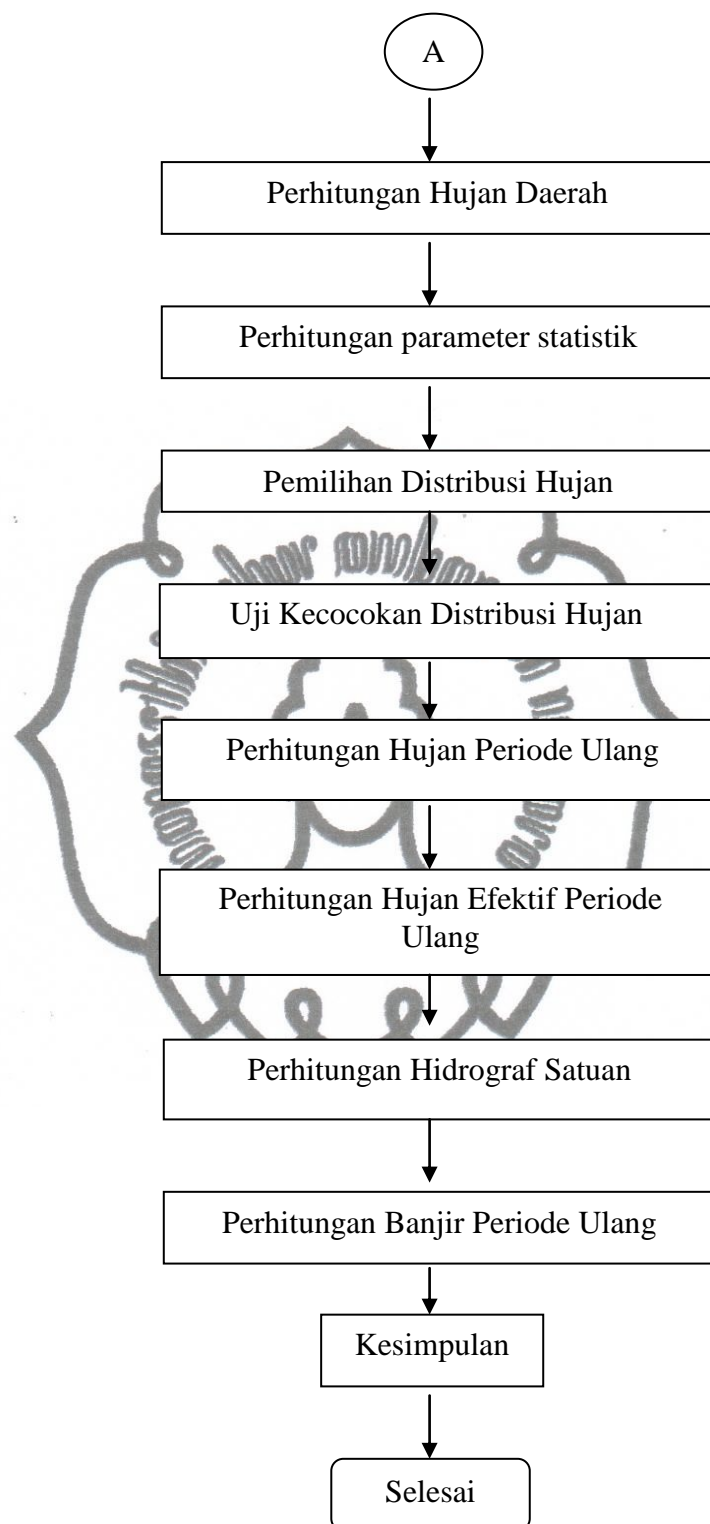 A
Perhitungan Hujan Daerah
Perhitungan parameter statistik
Pemilihan Distribusi Hujan
Uji Kecocokan Distribusi Hujan
Perhitungan Hujan Periode Ulang
Perhitungan Hujan Efektif Periode
Ulang
Perhitungan Hidrograf Satuan
Perhitungan Banjir Periode Ulang
Kesimpulan
Selesai